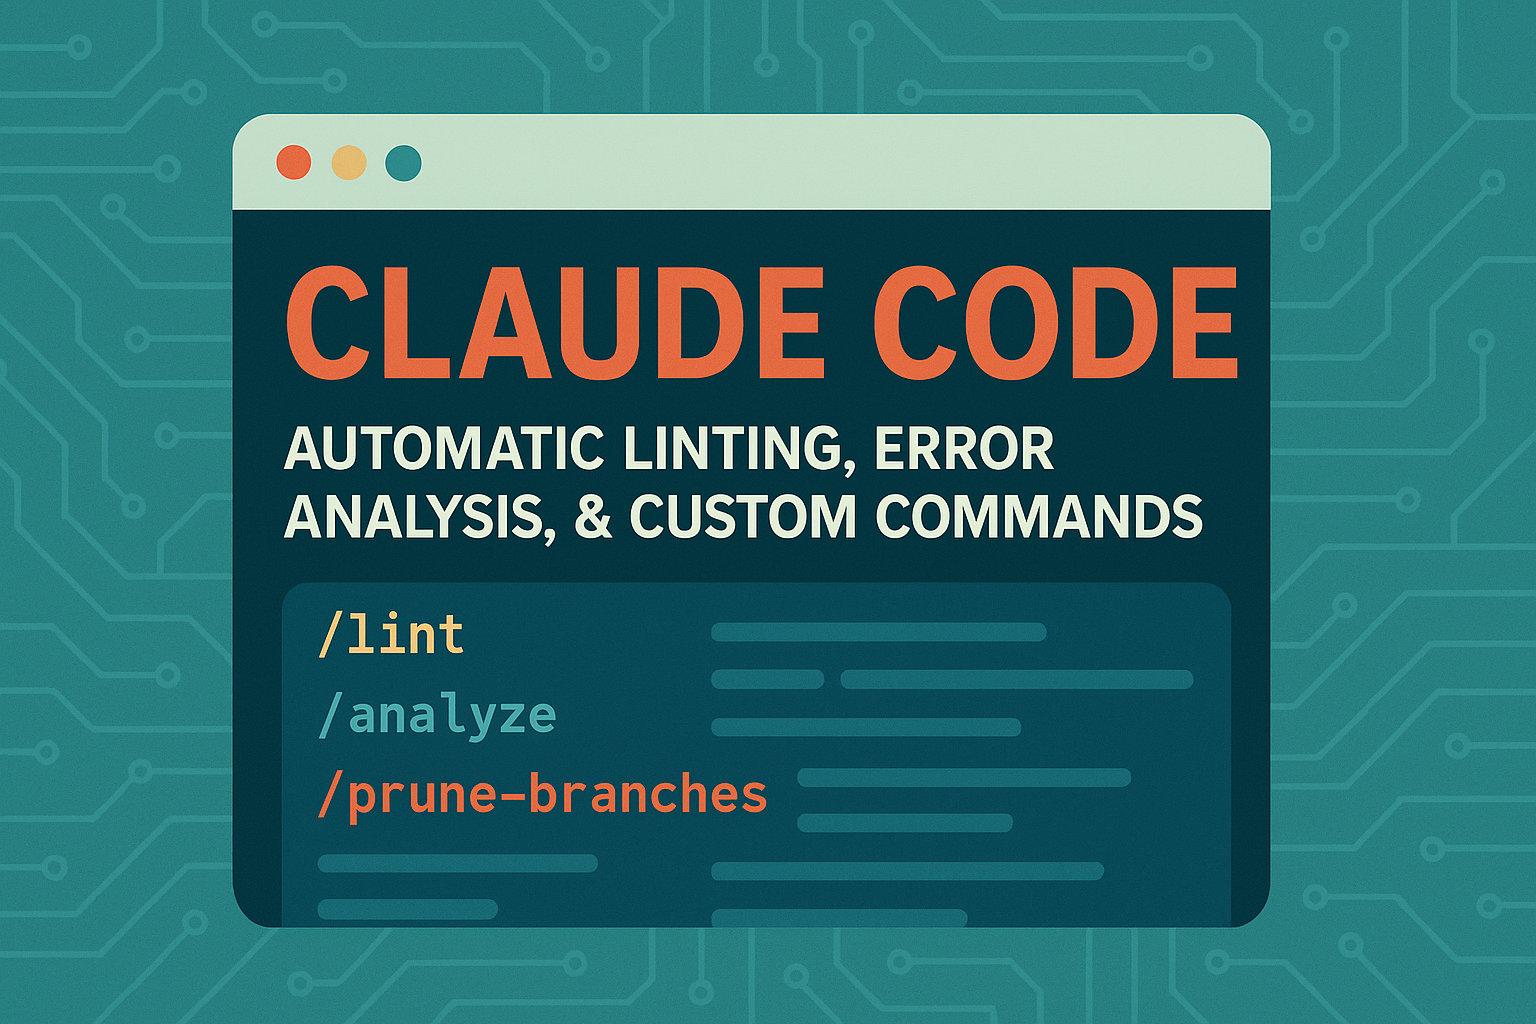 CLAUDE CODE
AUTOMATIC LINTING, ERROR
ANALYSIS, & CUSTOM COMMANDS
/lint
/analyze
/prune-branches